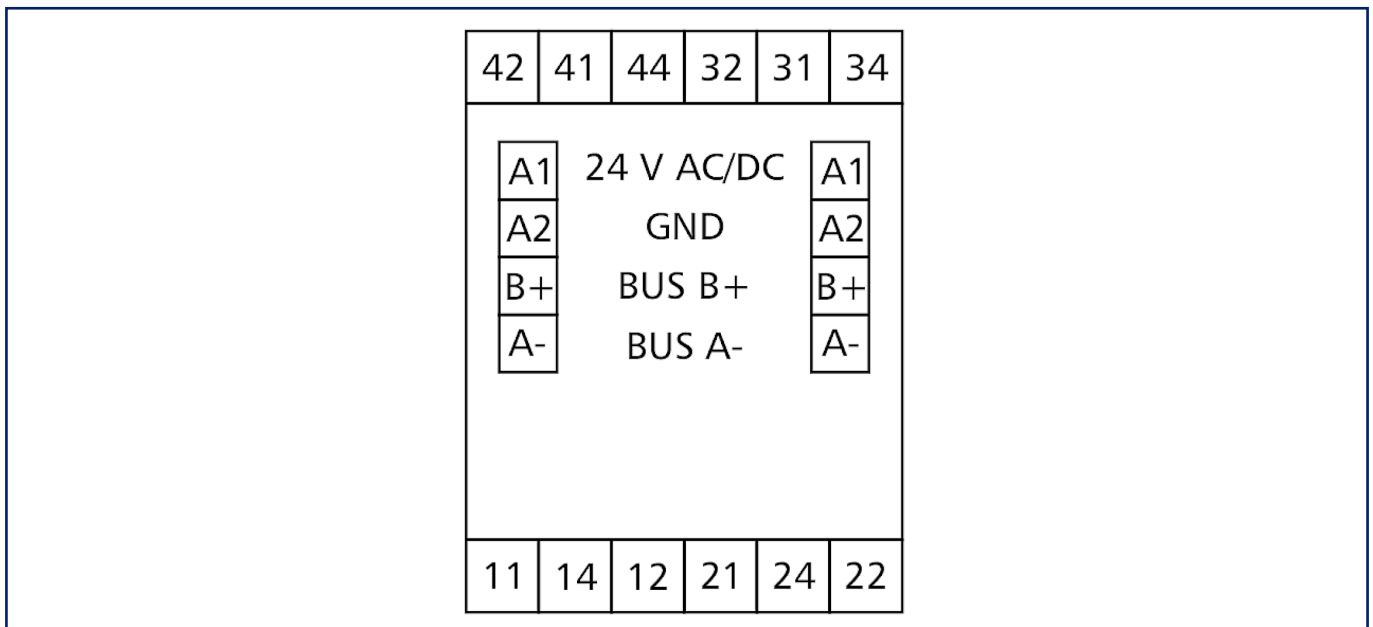 42 41 44 32 31 34
A1 24 V AC/DC A1
A2 GND A2
B+ BUS B+ B+
A- BUS A- A-
11 14 12 21 24 22